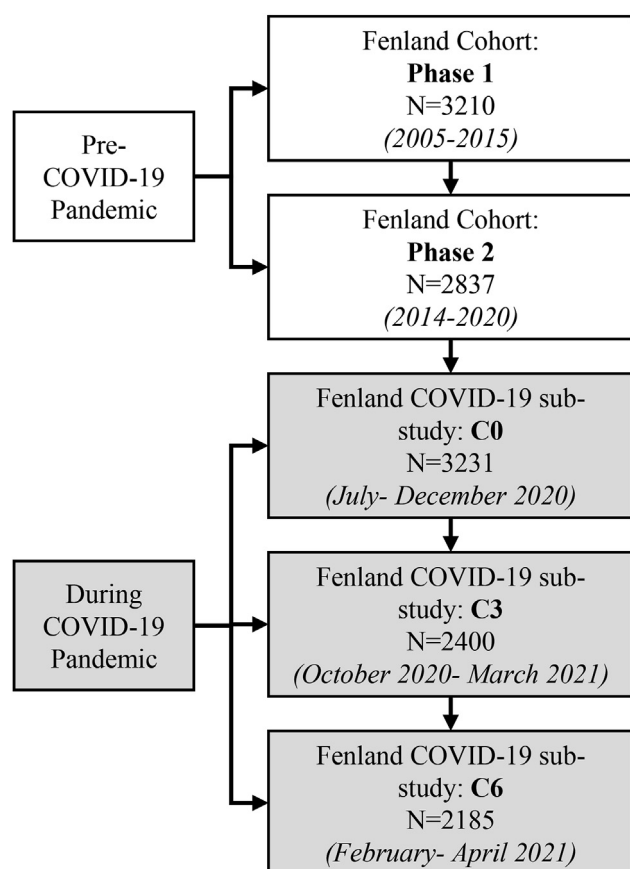 Fenland Cohort:
Phase 1
N=3210
(2005-2015)
Pre-
COVID-19
Pandemic
Fenland Cohort:
Phase 2
N=2837
(2014-2020)
Fenland COVID-19 sub-
study: C0
N=3231
(July- December 2020)
During
COVID-19
Pandemic
Fenland COVID-19 sub-
study: C3
N=2400
(October 2020- March 2021)
Fenland COVID-19 sub-
study: C6
N=2185
(February- April 2021)